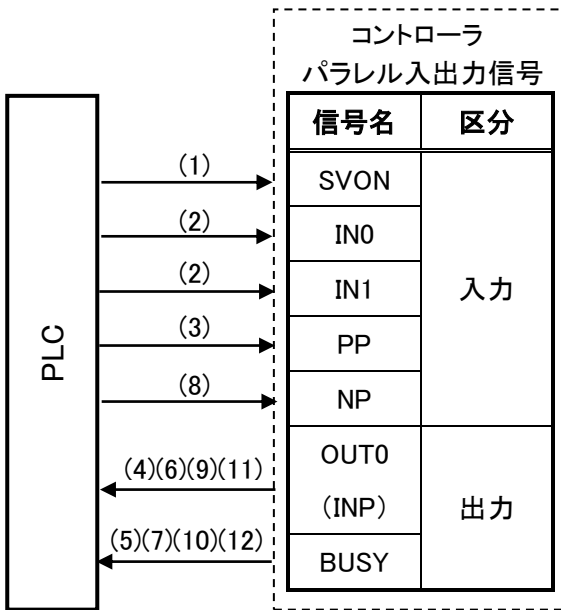 コントローラ
パラレル入出力信号
信号名 区分
(1) SVON
(2) IN0
(2) IN1 入力
(3) PP
PLC
(8) NP
OUT0
(4)(6)(9)(11)
(INP) 出力
(5)(7)(10)(12)
BUSY